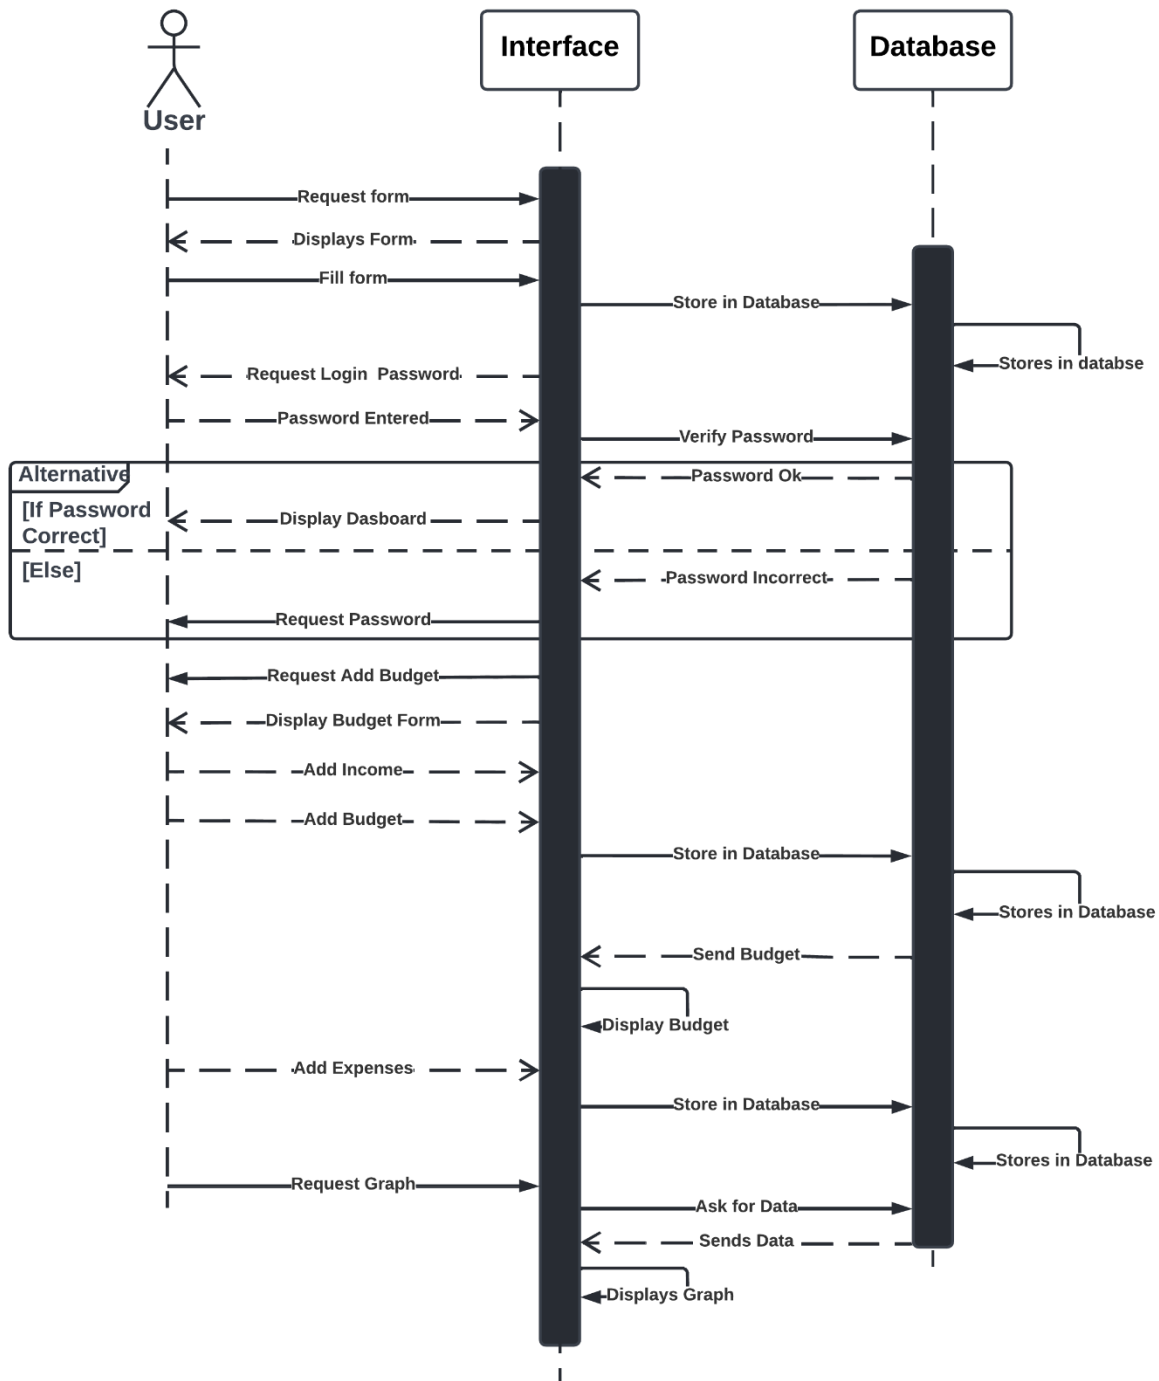 Interface
Database
User
Request form
Displays Form
Fill form
Store in Database
Stores in databse
Request Login  Password
Password Entered
Verify Password
Alternative
Password Ok
[If Password
Correct]
Display Dasboard
[Else]
Password Incorrect
Request Password
Request Add Budget
Display Budget Form
Add Income
Add Budget
Store in Database
Stores in Database
Send Budget
Display Budget
Add Expenses
Store in Database
Stores in Database
Request Graph
Ask for Data
Sends Data
Displays Graph